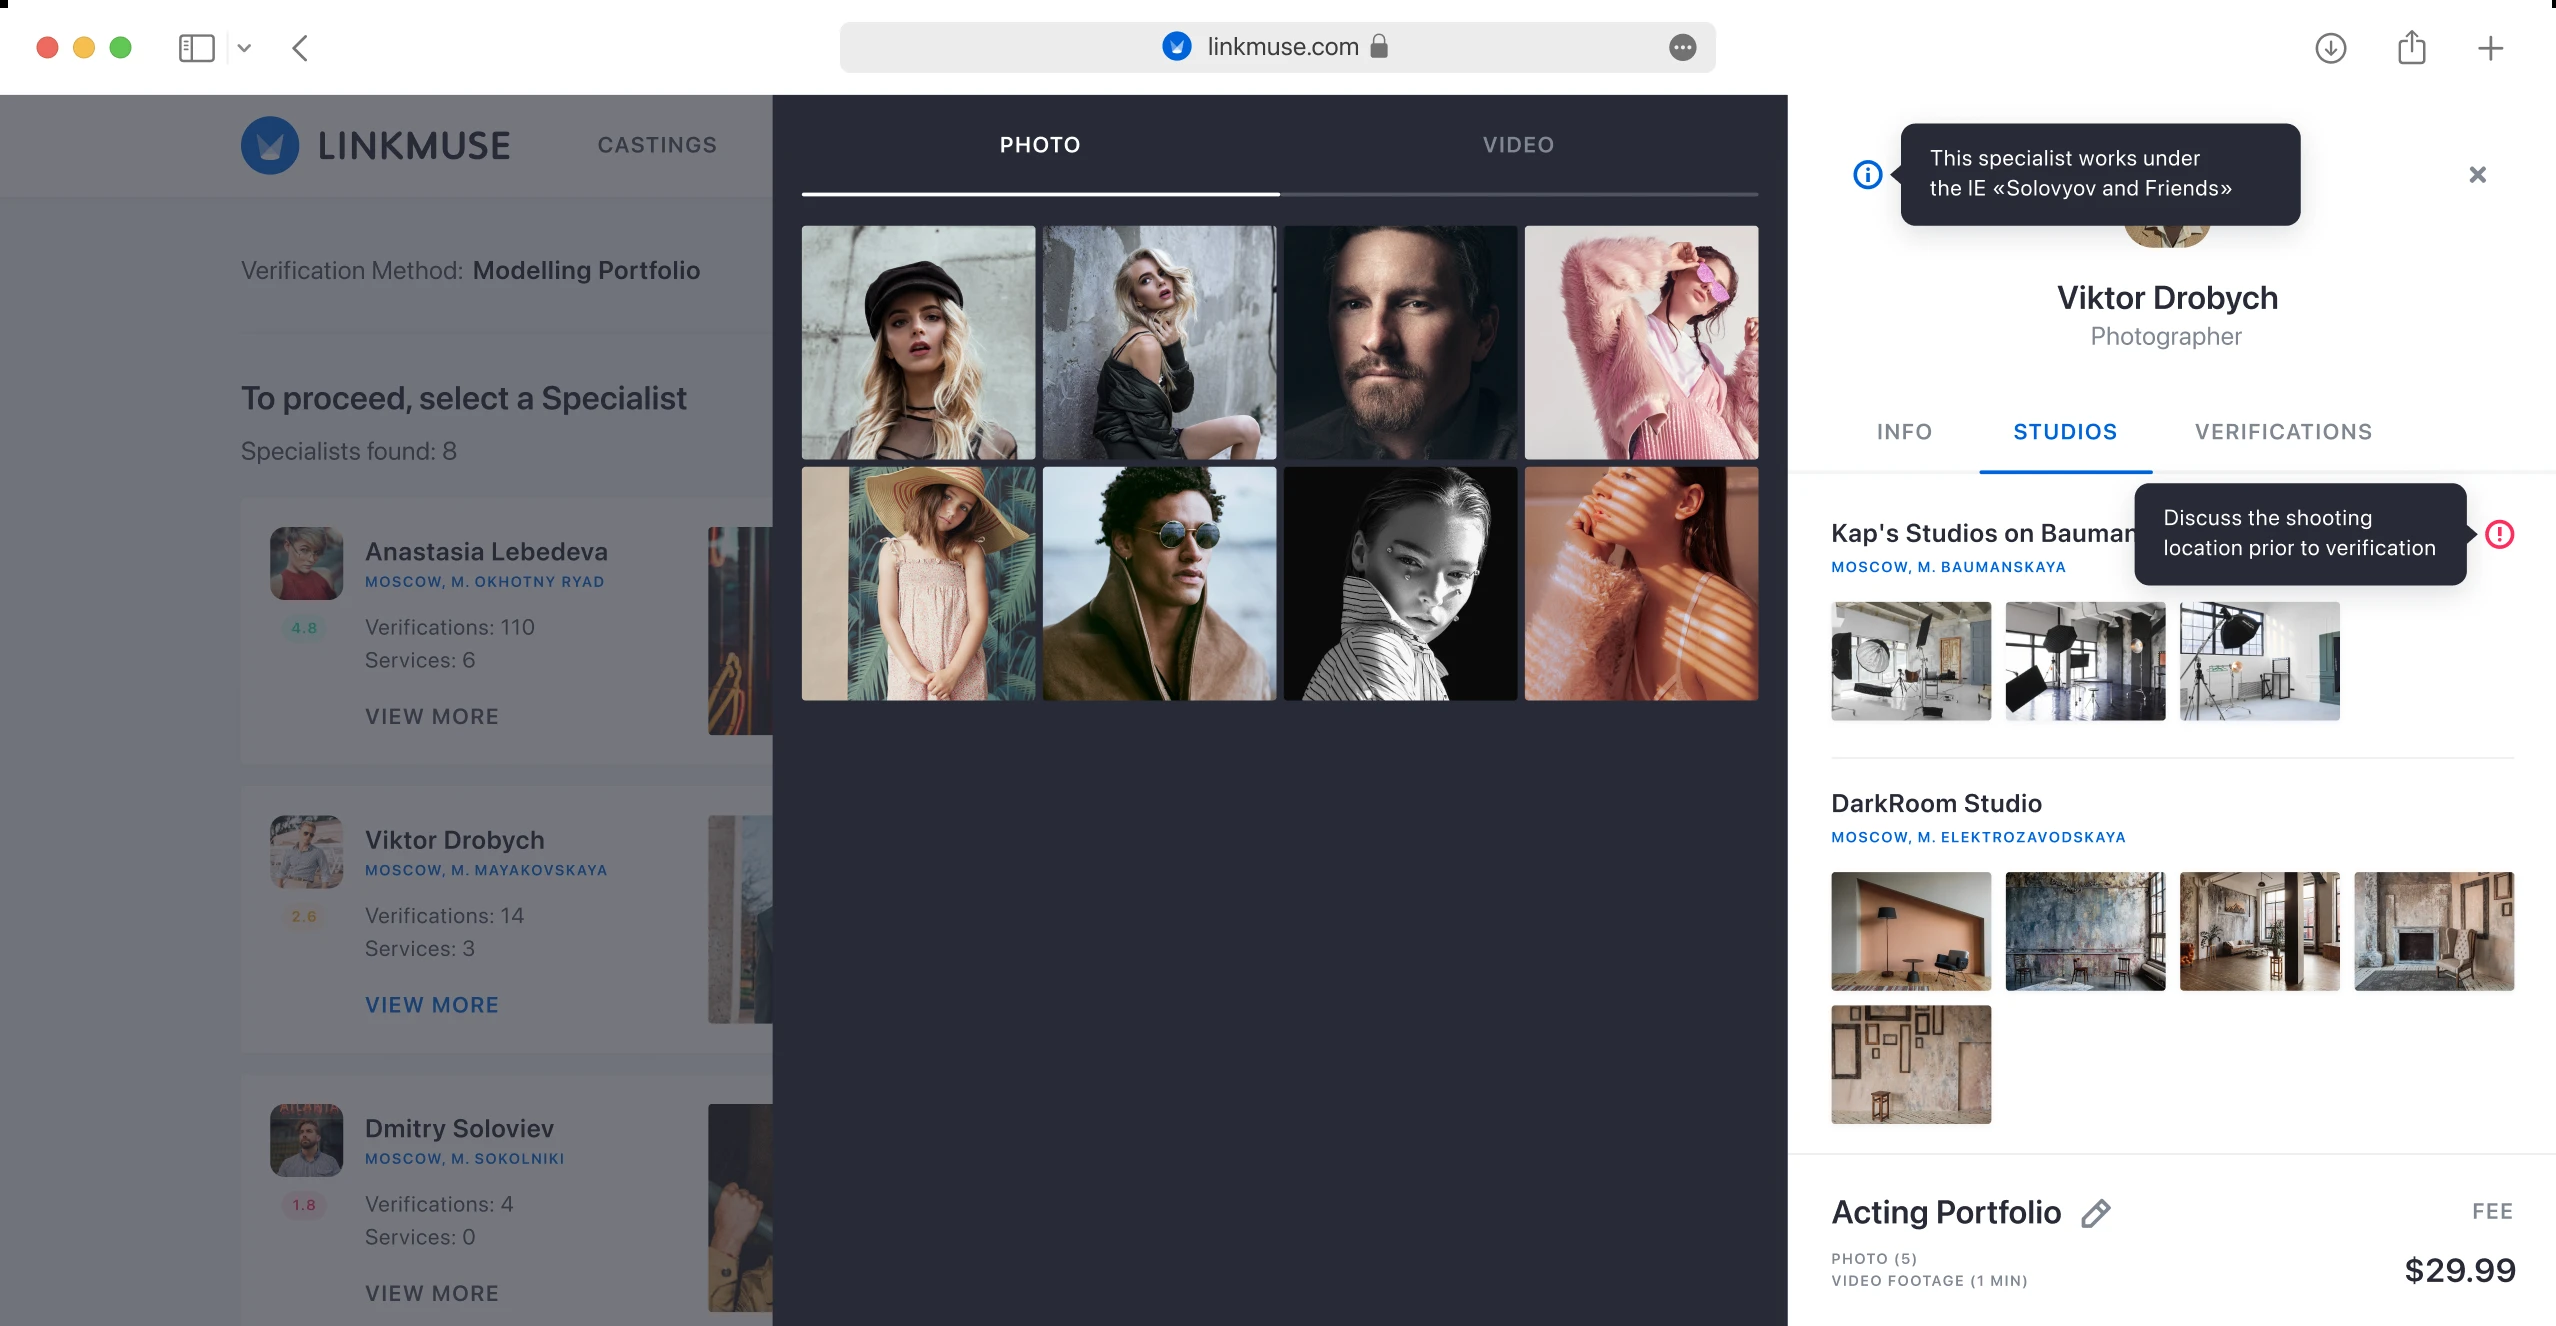 linkmuse.com
LINKMUSE
CASTINGS
Verification Method: Modelling Portfolio
To proceed, select a Specialist
Specialists found: 8
Anastasia Lebedeva
MOSCOW, M. OKHOTNY RYAD
4.8
Verifications: 110
Services: 6
VIEW MORE
Viktor Drobych
MOSCOW, M. MAYAKOVSKAYA
2.6
Verifications: 14
Services: 3
VIEW MORE
Dmitry Soloviev
MOSCOW, M. SOKOLNIKI
1.8
Verifications: 4
Services: 0
VIEW MORE
PHOTO
VIDEO
This specialist works under
the IE «Solovyov and Friends»
Viktor Drobych
Photographer
INFO
STUDIOS
VERIFICATIONS
Kap's Studios on Bauman
MOSCOW, M. BAUMANSKAYA
Discuss the shooting
location prior to verification
DarkRoom Studio
MOSCOW, M. ELEKTROZAVODSKAYA
Acting Portfolio
PHOTO (5)
VIDEO FOOTAGE (1 MIN)
FEE
$29.99